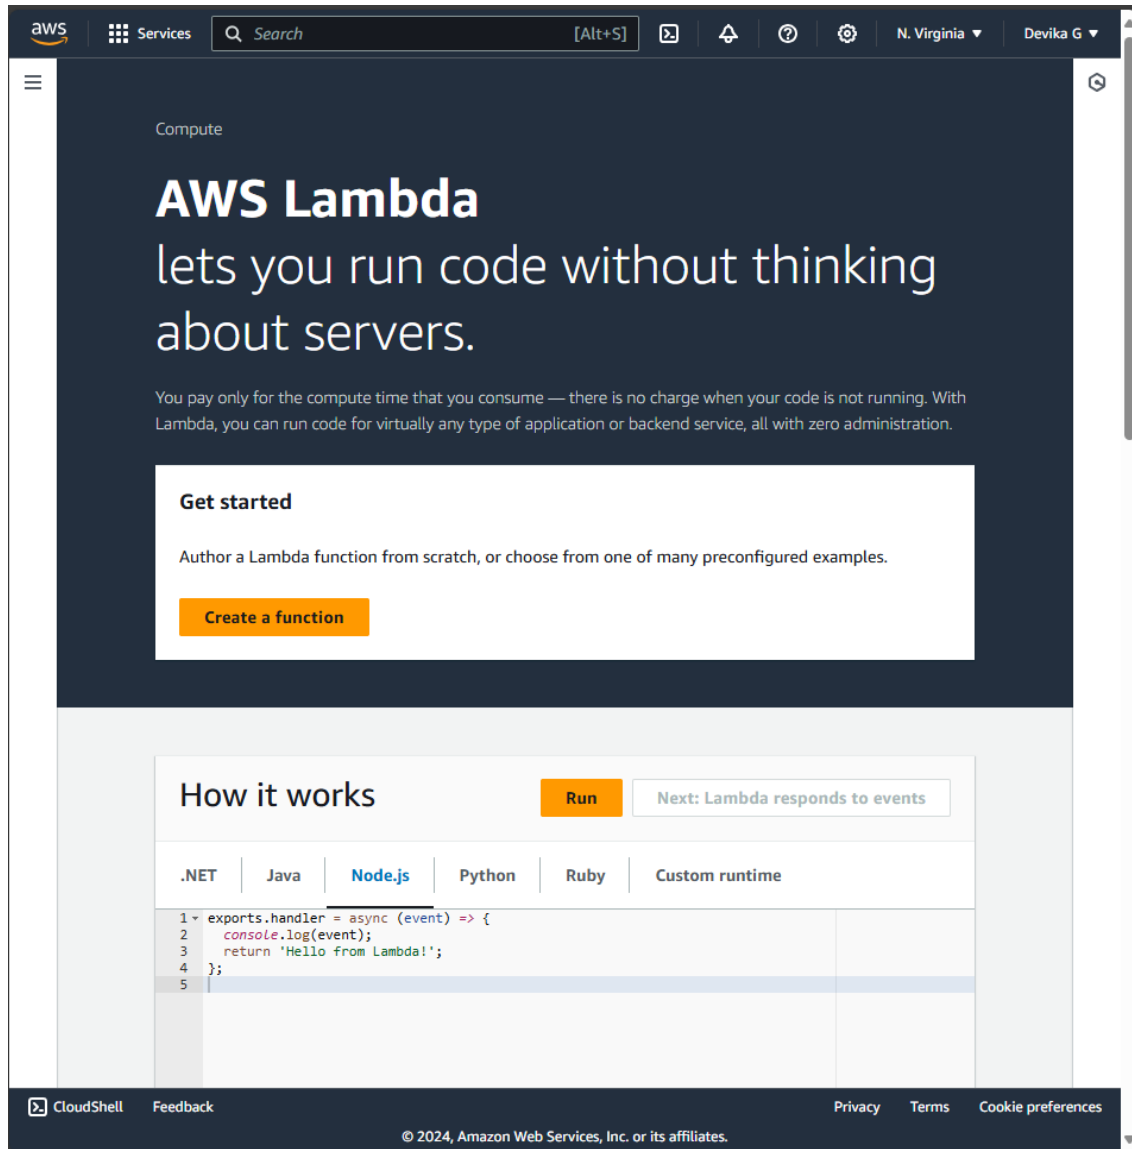 aws
Services
Search [Alt+S]
N. Virginia ▼
Devika G ▼
Compute
AWS Lambda
lets you run code without thinking
about servers.
You pay only for the compute time that you consume — there is no charge when your code is not running. With
Lambda, you can run code for virtually any type of application or backend service, all with zero administration.
Get started
Author a Lambda function from scratch, or choose from one of many preconfigured examples.
Create a function
How it works
Run
Next: Lambda responds to events
.NET
Java
Node.js
Python
Ruby
Custom runtime
1 exports.handler = async (event) => {
2 console.log(event);
3 return 'Hello from Lambda!';
4 };
5
CloudShell
Feedback
Privacy
Terms
Cookie preferences
© 2024, Amazon Web Services, Inc. or its affiliates.